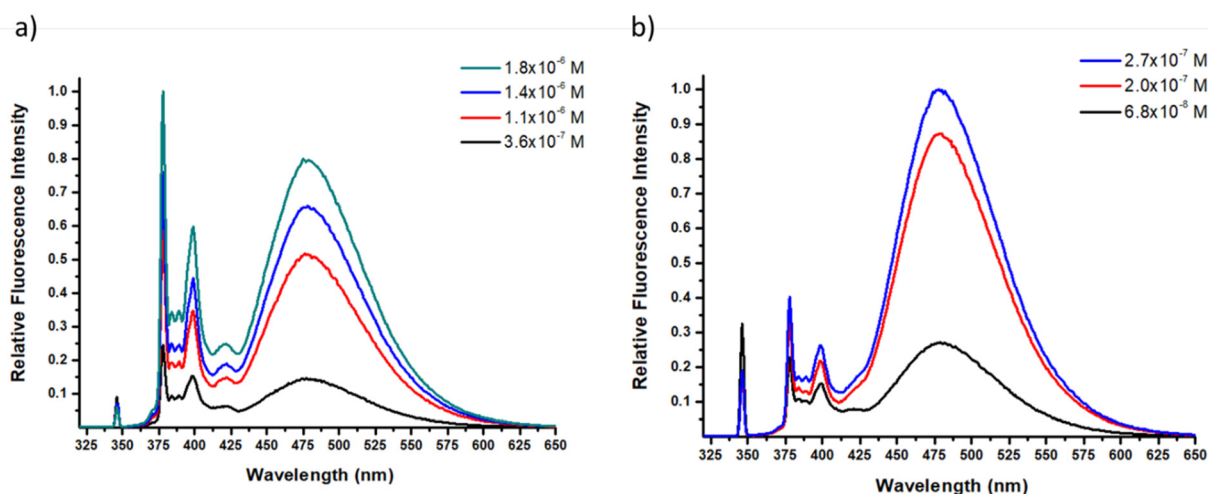 a)
1.8x10⁻⁶ M
1.4x10⁻⁶ M
1.1x10⁻⁶ M
3.6x10⁻⁷ M
Relative Fluorescence Intensity
1.0
0.9
0.8
0.7
0.6
0.5
0.4
0.3
0.2
0.1
325 350 375 400 425 450 475 500 525 550 575 600 625 650
Wavelength (nm)
b)
2.7x10⁻⁷ M
2.0x10⁻⁷ M
6.8x10⁻⁸ M
Relative Fluorescence Intensity
1.0
0.9
0.8
0.7
0.6
0.5
0.4
0.3
0.2
0.1
325 350 375 400 425 450 475 500 525 550 575 600 625 650
Wavelength (nm)